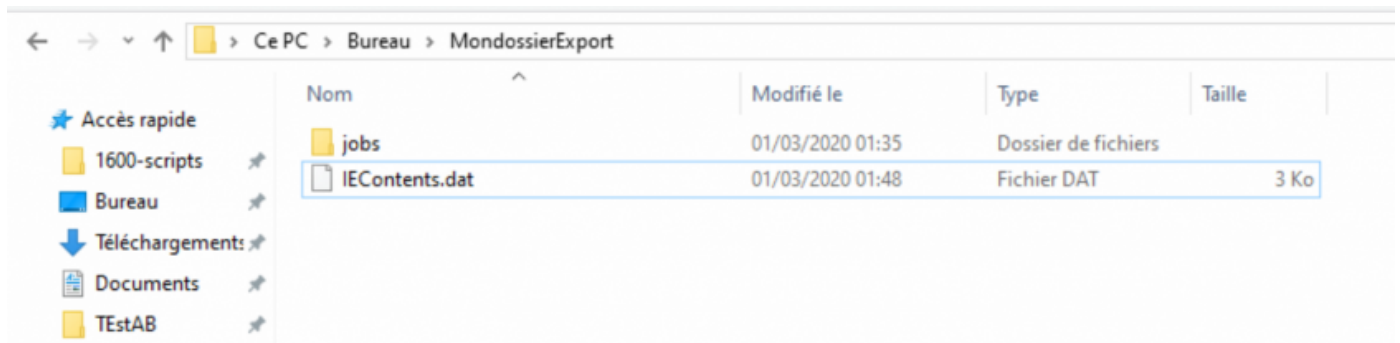 Ce PC > Bureau > MondossierExport
Nom Modifié le Type Taille
Accès rapide
jobs 01/03/2020 01:35 Dossier de fichiers
1600-scripts
IEContents.dat 01/03/2020 01:48 Fichier DAT 3 Ko
Bureau
Téléchargements
Documents
TEstAB